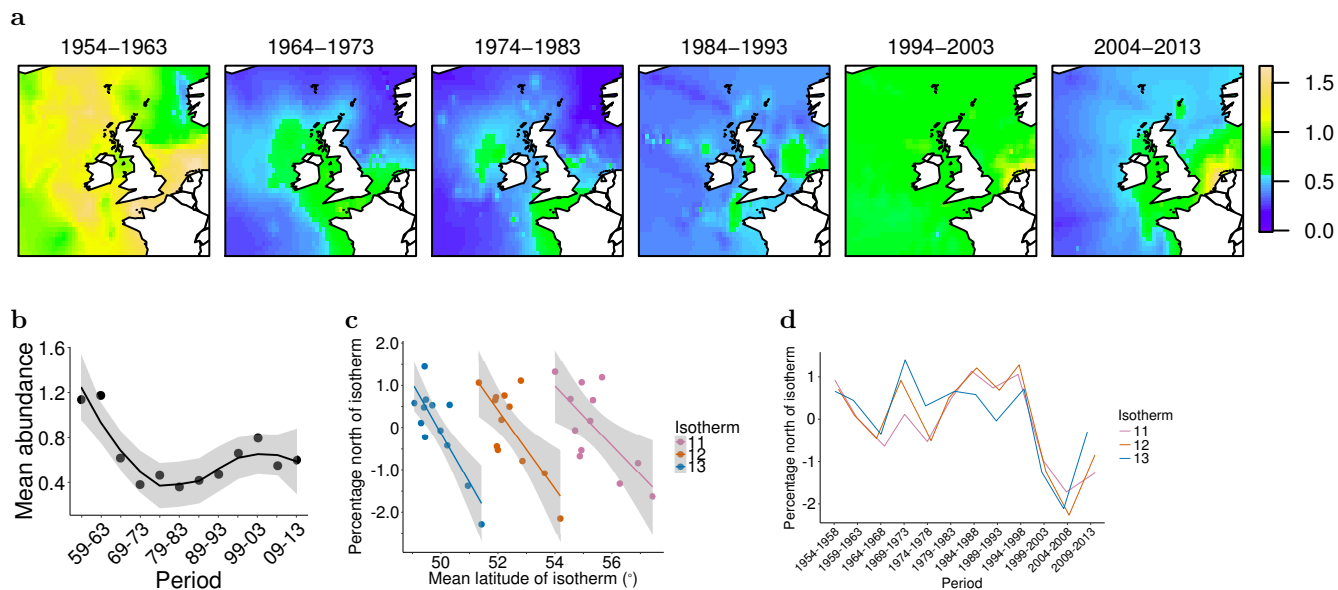 a
1954–1963 1964–1973 1974–1983 1984–1993 1994–2003 2004–2013
1.5
1.0
0.5
0.0
b
Mean abundance
1.6
1.2
0.8
0.4
59-63 69-73 79-83 89-93 99-03 09-13
Period
c
Percentage north of isotherm
2.0
1.0
0
-1.0
-2.0
50 52 54 56
Mean latitude of isotherm (°)
Isotherm
11
12
13
d
Percentage north of isotherm
1
0
-1
-2
1954-1958 1959-1963 1964-1968 1969-1973 1974-1978 1979-1983 1984-1988 1989-1993 1994-1998 1999-2003 2004-2008 2009-2013
Period
Isotherm
11
12
13